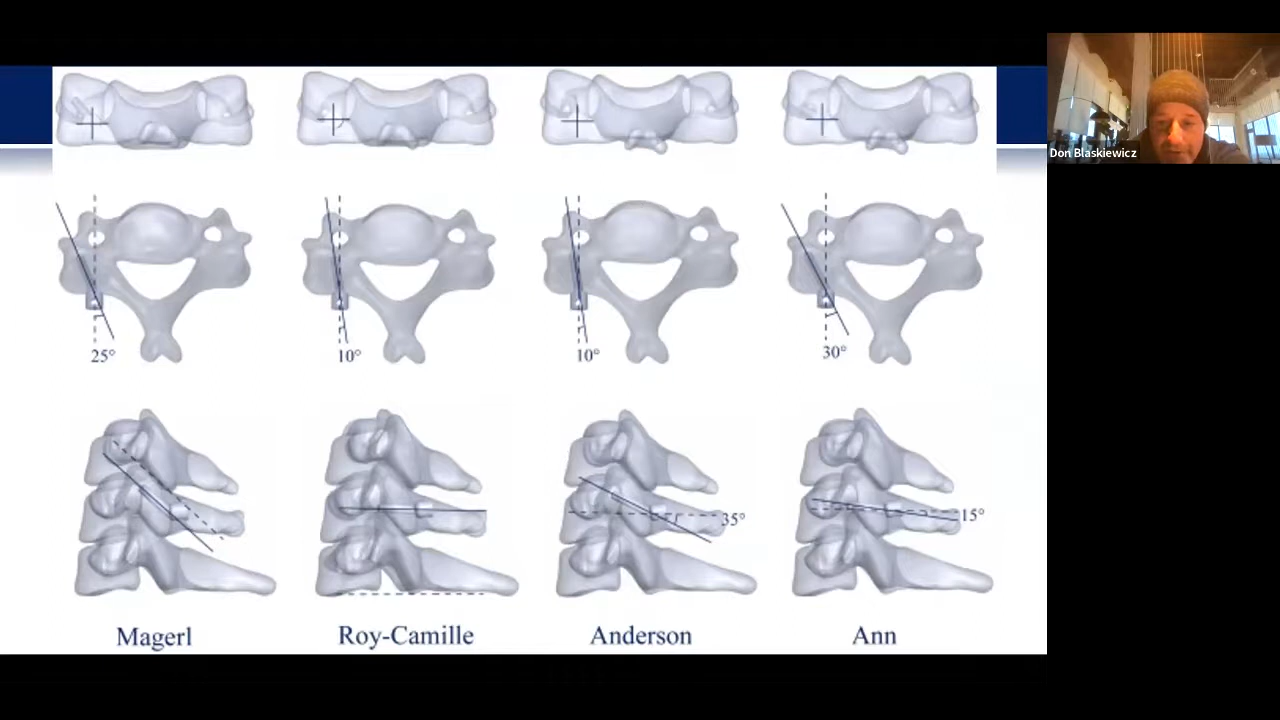 Don Blaskiewicz
25°
10°
10°
30°
35°
15°
Magerl
Roy-Camille
Anderson
Ann